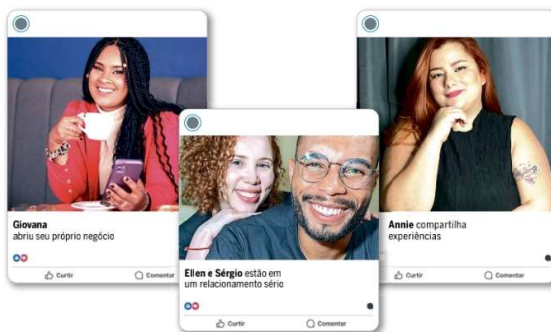 Giovana
abriu seu próprio negócio
Curtir
Comentar
Ellen e Sérgio estão em
um relacionamento sério
Curtir
Comentar
Annie compartilha
experiências
Curtir
Comentar